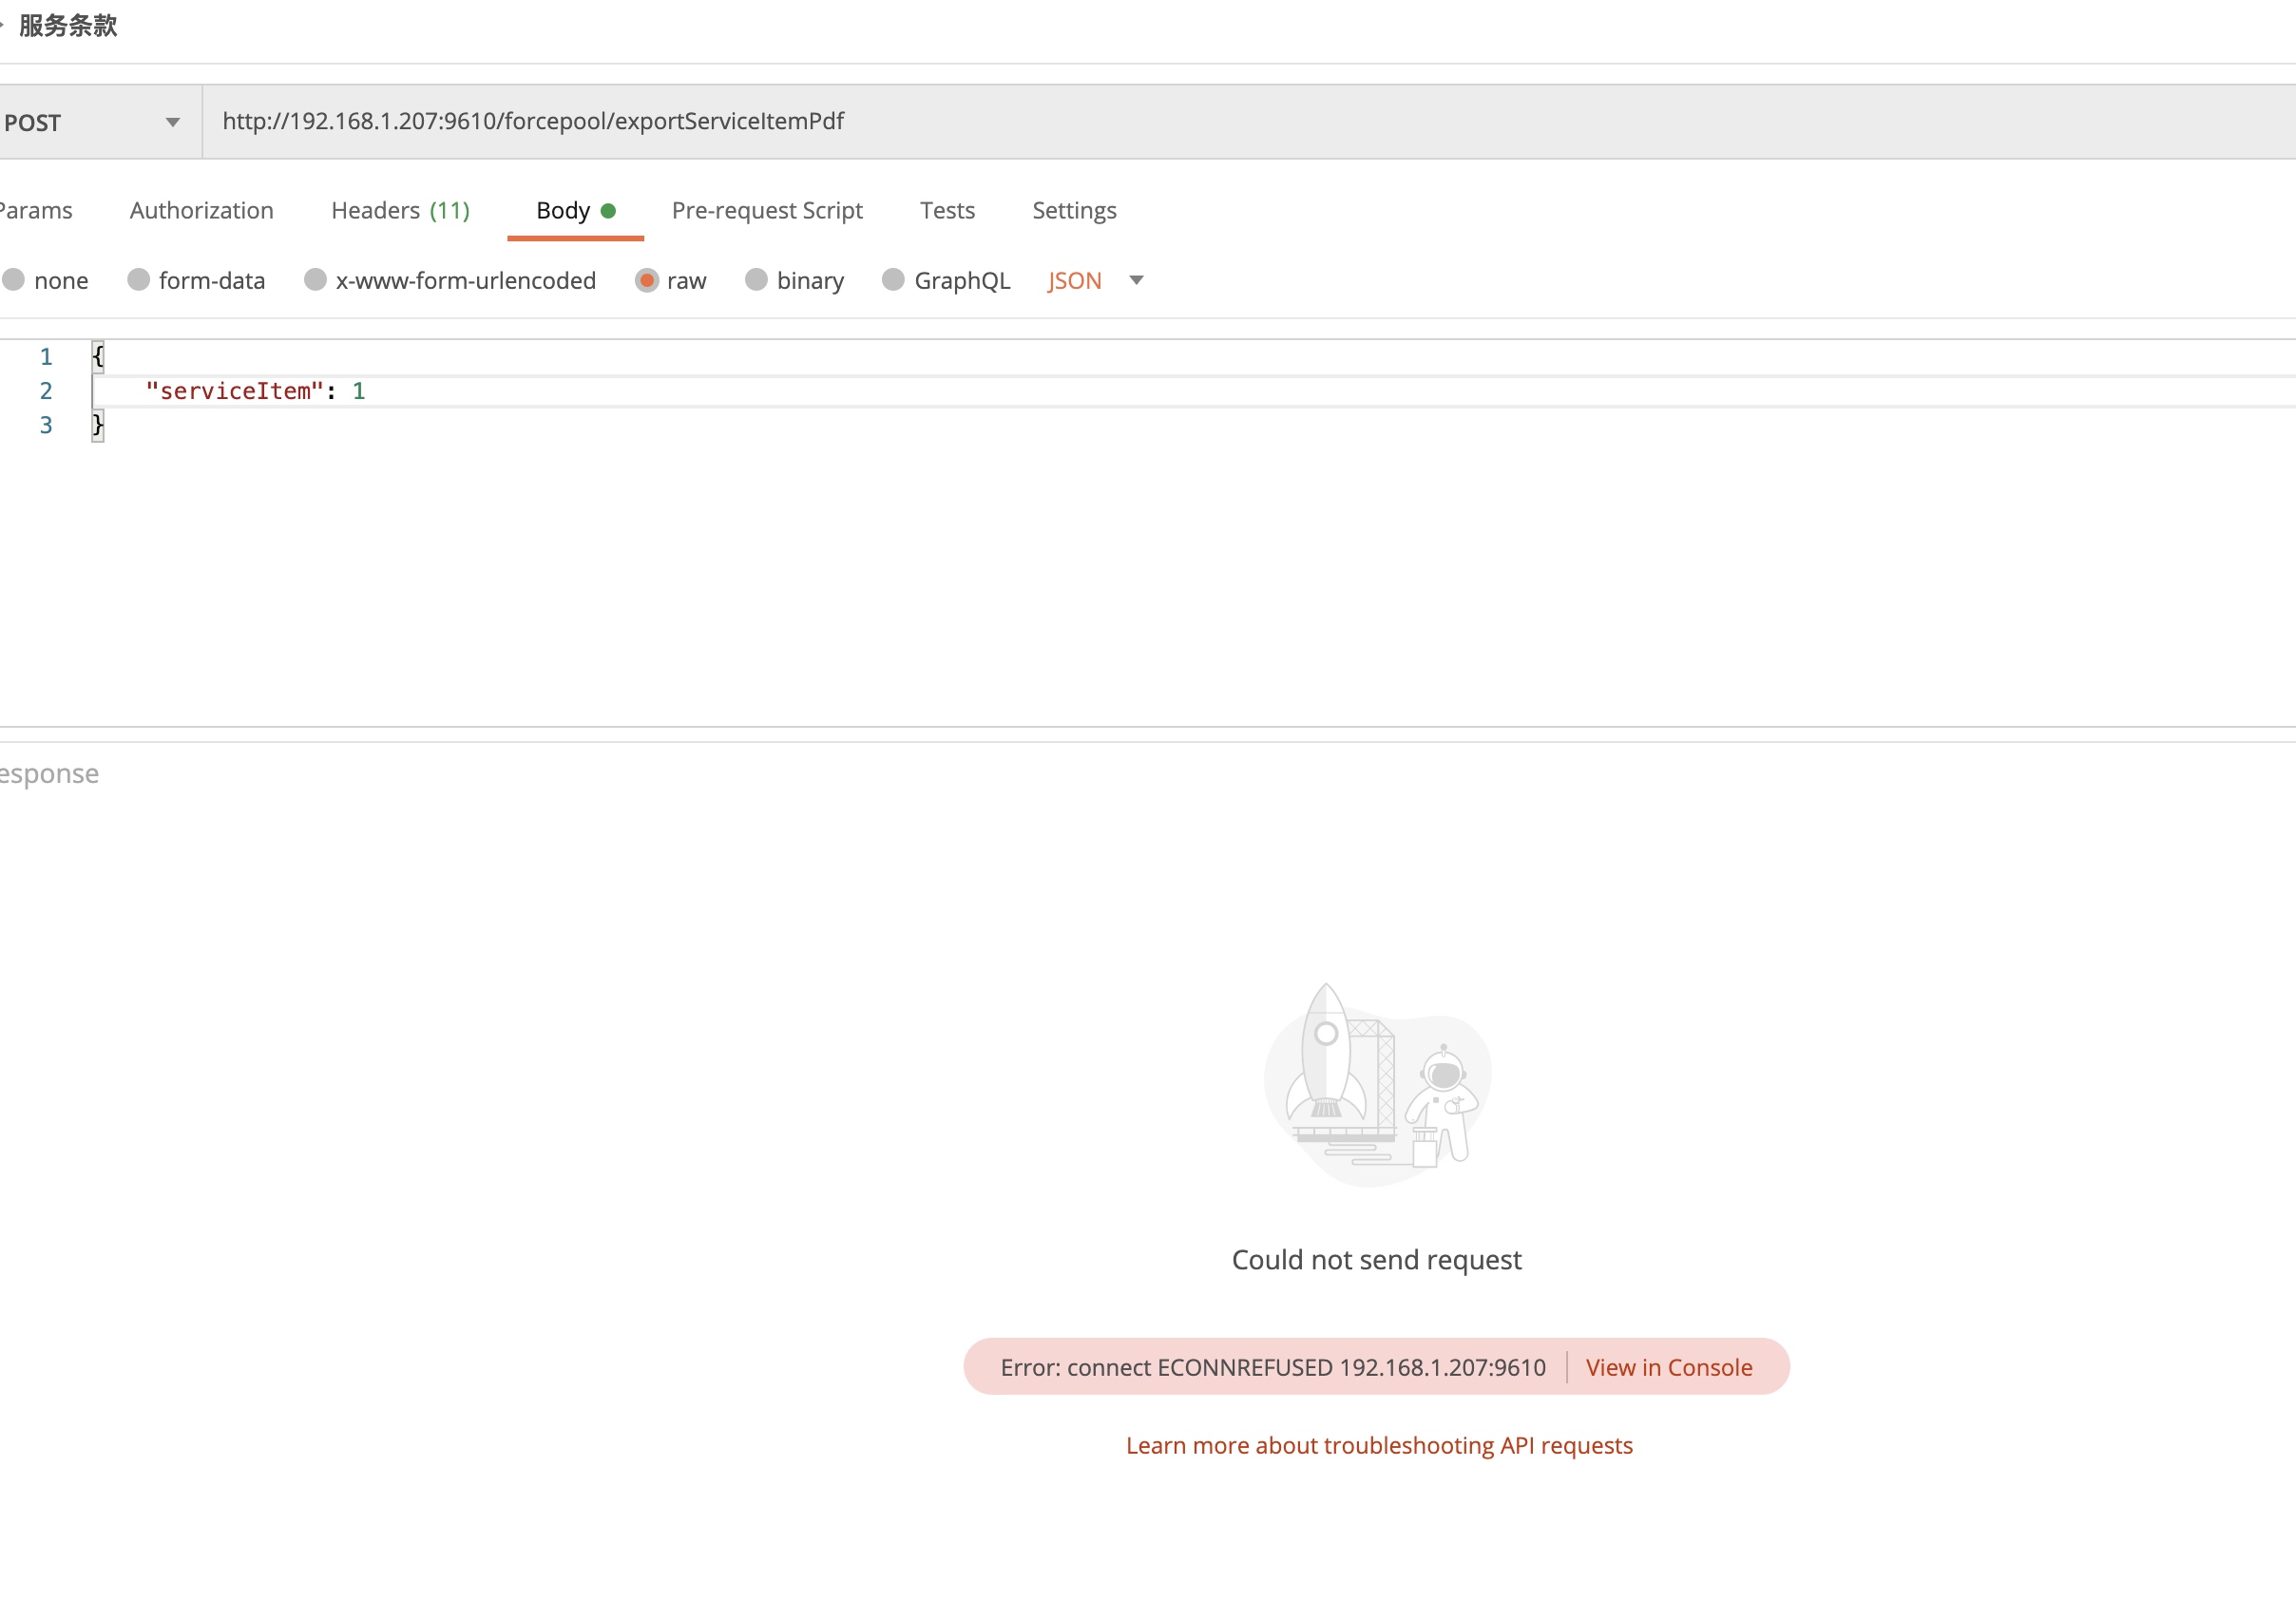 服务条款
POST http://192.168.1.207:9610/forcepool/exportServiceItemPdf
Params Authorization Headers (11) Body Pre-request Script Tests Settings
none form-data x-www-form-urlencoded raw binary GraphQL JSON
1 {
2 "serviceItem": 1
3 }
esponse
Could not send request
Error: connect ECONNREFUSED 192.168.1.207:9610 View in Console
Learn more about troubleshooting API requests